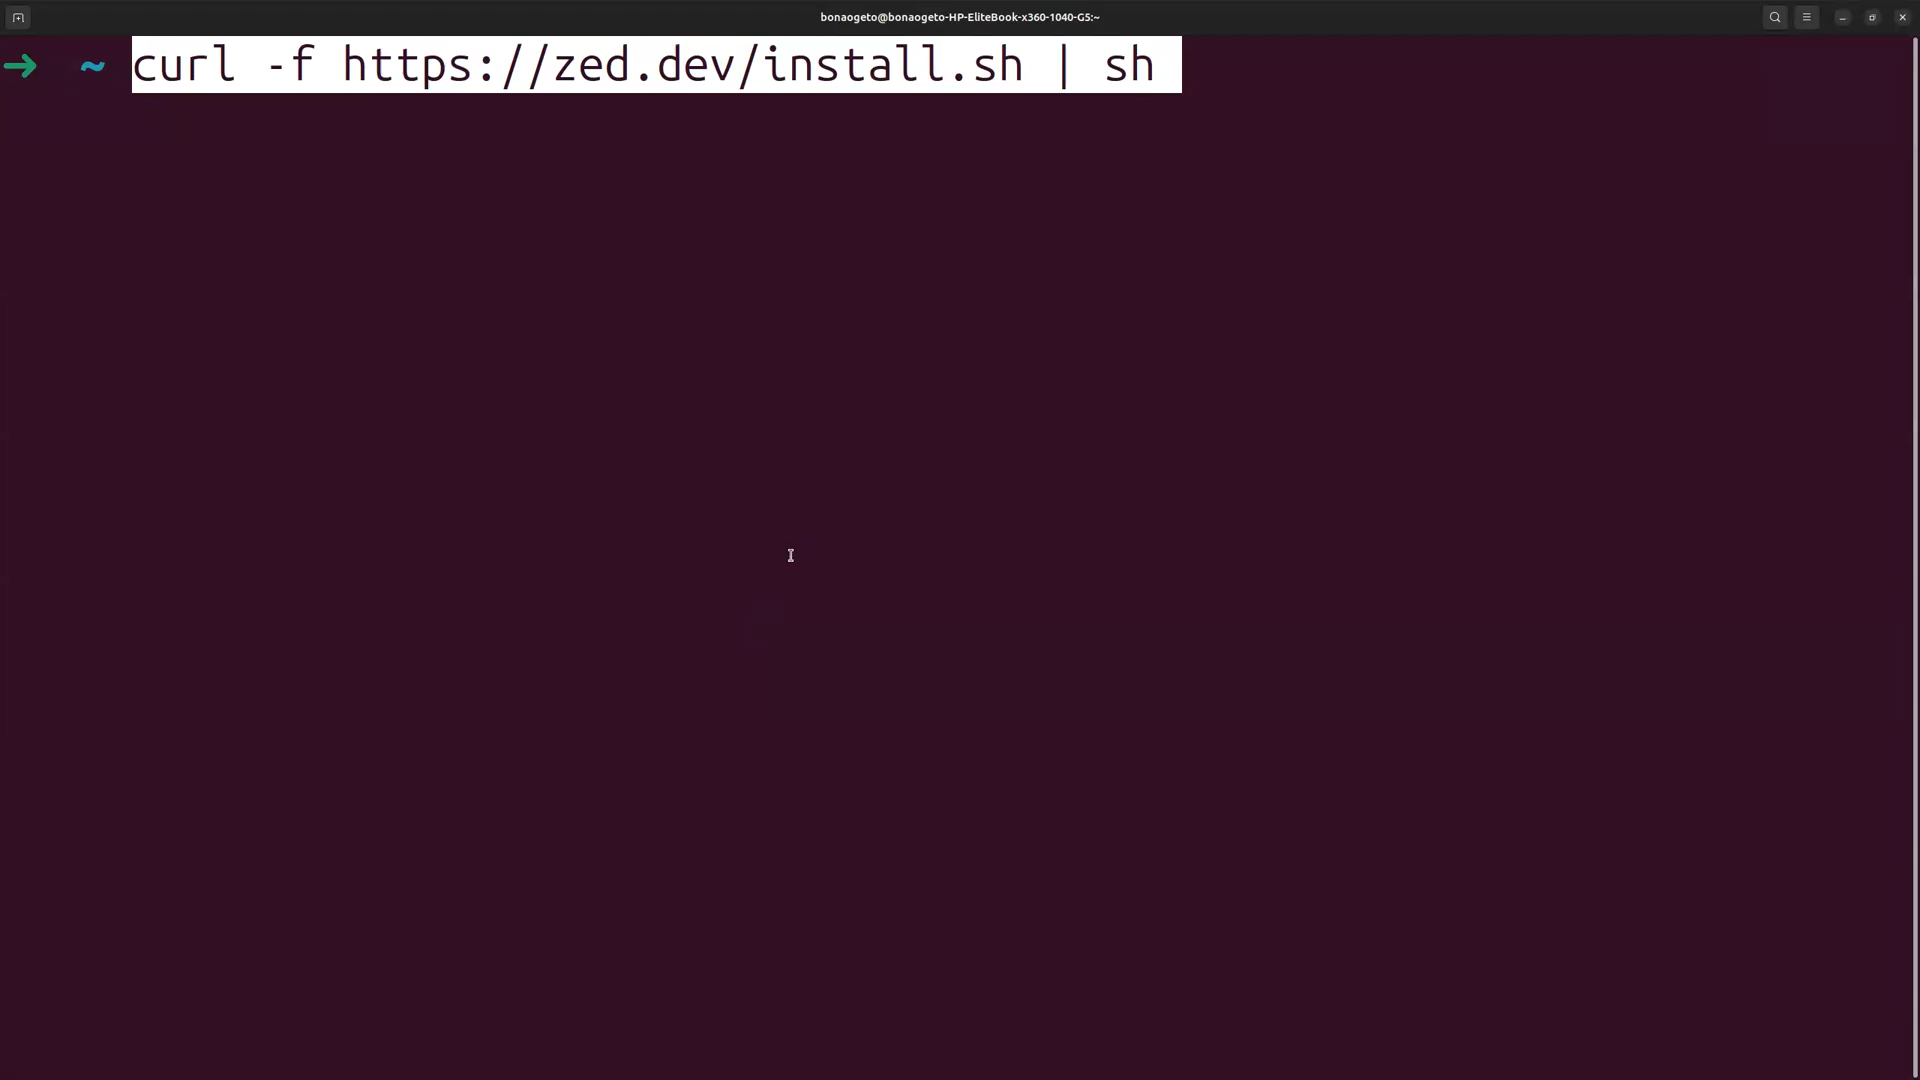 bonaogeto@bonaogeto-HP-EliteBook-x360-1040-G5:~
➜ ~ curl -f https://zed.dev/install.sh | sh